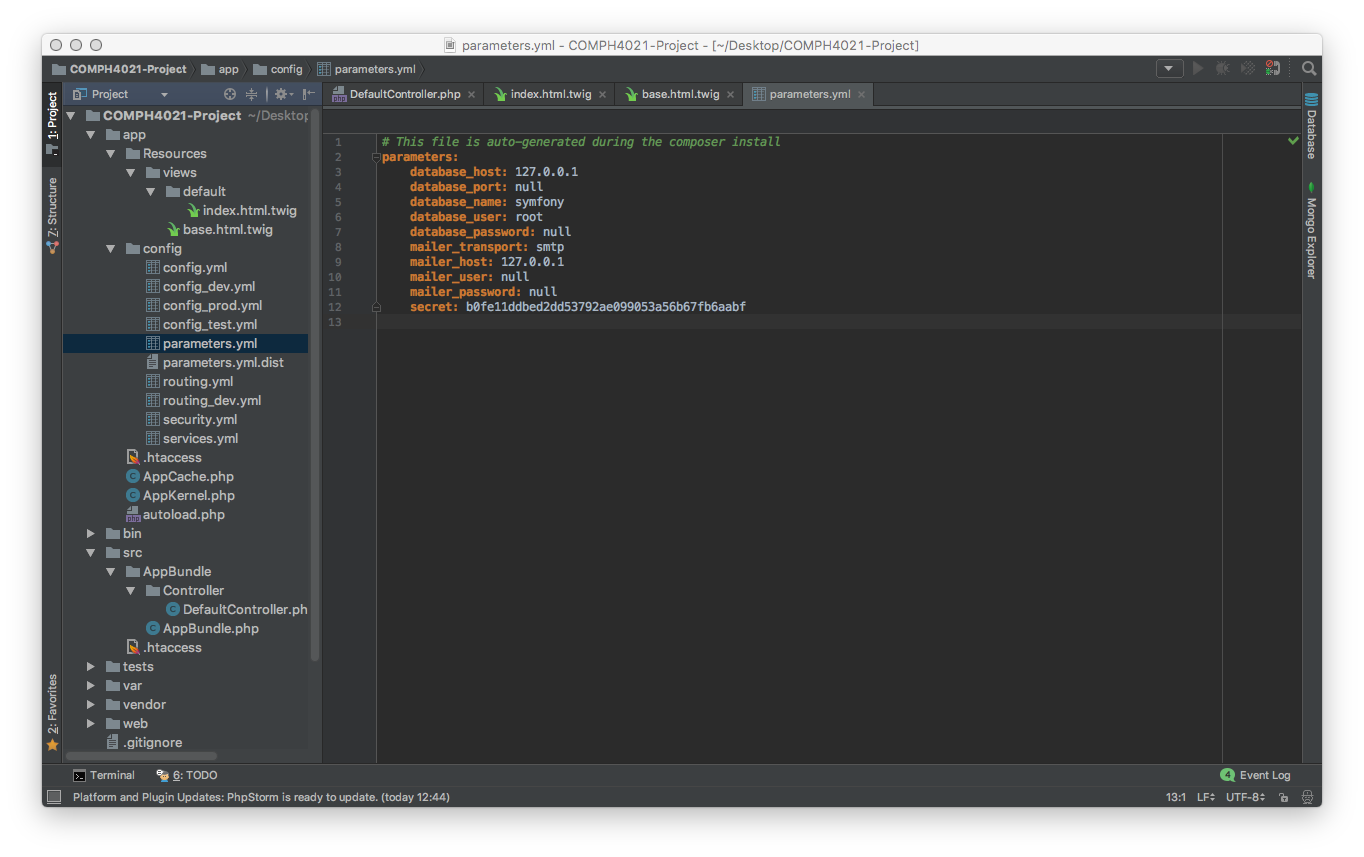 parameters.yml - COMPH4021-Project - [~/Desktop/COMPH4021-Project]
COMPH4021-Project app config parameters.yml
Project
DefaultController.php index.html.twig base.html.twig parameters.yml
1: Project
Z: Structure
2: Favorites
COMPH4021-Project ~/Desktop
app
Resources
views
default
index.html.twig
base.html.twig
config
config.yml
config_dev.yml
config_prod.yml
config_test.yml
parameters.yml
parameters.yml.dist
routing.yml
routing_dev.yml
security.yml
services.yml
.htaccess
AppCache.php
AppKernel.php
autoload.php
bin
src
AppBundle
Controller
DefaultController.ph
AppBundle.php
.htaccess
tests
var
vendor
web
.gitignore
1 # This file is auto-generated during the composer install
2 parameters:
3 database_host: 127.0.0.1
4 database_port: null
5 database_name: symfony
6 database_user: root
7 database_password: null
8 mailer_transport: smtp
9 mailer_host: 127.0.0.1
10 mailer_user: null
11 mailer_password: null
12 secret: b0fe11ddbed2dd53792ae099053a56b67fb6aabf
13
Database
Mongo Explorer
Terminal 6: TODO 4 Event Log
Platform and Plugin Updates: PhpStorm is ready to update. (today 12:44) 13:1 LF UTF-8